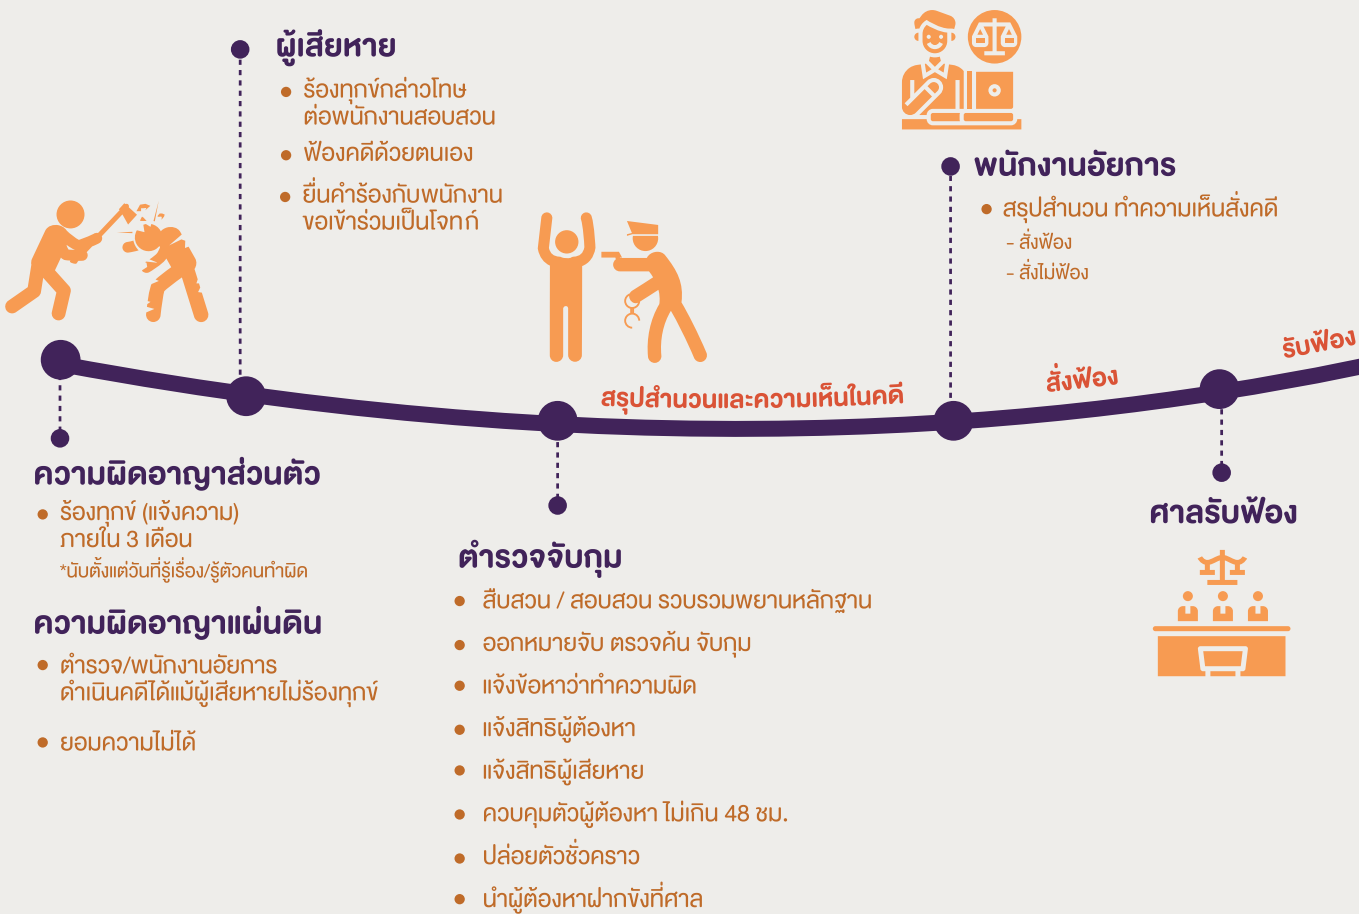 ผู้เสียหาย
ร้องทุกข์กล่าวโทษ
ต่อพนักงานสอบสวน
ฟ้องคดีด้วยตนเอง
ยื่นคำร้องกับพนักงาน
ขอเข้าร่วมเป็นโจทก์
พนักงานอัยการ
สรุปสำนวน ทำความเห็นสั่งคดี
- สั่งฟ้อง
- สั่งไม่ฟ้อง
สรุปสำนวนและความเห็นในคดี
สั่งฟ้อง
รับฟ้อง
ความผิดอาญาส่วนตัว
ร้องทุกข์ (แจ้งความ)
ภายใน 3 เดือน
*นับตั้งแต่วันที่รู้เรื่อง/รู้ตัวคนทำผิด
ความผิดอาญาแผ่นดิน
ตำรวจ/พนักงานอัยการ
ดำเนินคดีได้แม้ผู้เสียหายไม่ร้องทุกข์
ยอมความไม่ได้
ตำรวจจับกุม
สืบสวน / สอบสวน รวบรวมพยานหลักฐาน
ออกหมายจับ ตรวจค้น จับกุม
แจ้งข้อหาว่าทำความผิด
แจ้งสิทธิผู้ต้องหา
แจ้งสิทธิผู้เสียหาย
ควบคุมตัวผู้ต้องหา ไม่เกิน 48 ชม.
ปล่อยตัวชั่วคราว
นำผู้ต้องหาฝากขังที่ศาล
ศาลรับฟ้อง